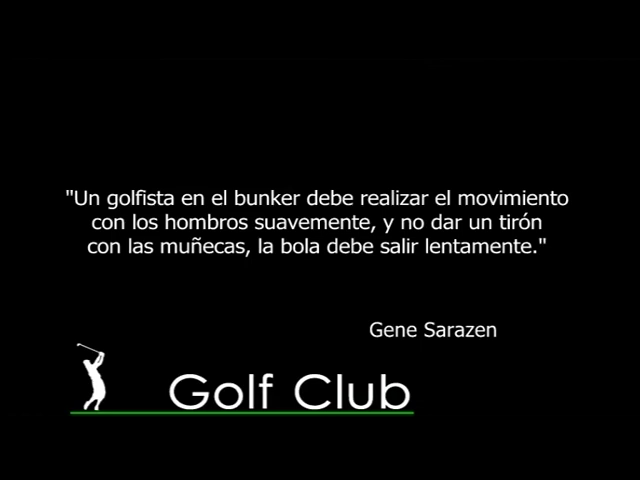 "Un golfista en el bunker debe realizar el movimiento
con los hombros suavemente, y no dar un tirón
con las muñecas, la bola debe salir lentamente."
Gene Sarazen
Golf Club